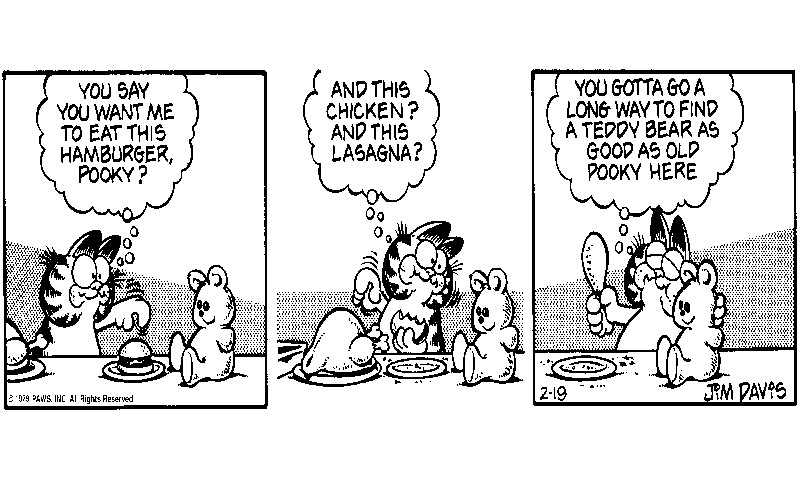 YOU SAY
YOU WANT ME
TO EAT THIS
HAMBURGER,
POOKY?
© 1979 PAWS, INC. All Rights Reserved.
AND THIS
CHICKEN?
AND THIS
LASAGNA?
YOU GOTTA GO A
LONG WAY TO FIND
A TEDDY BEAR AS
GOOD AS OLD
POOKY HERE
2-19
JIM DAVIS